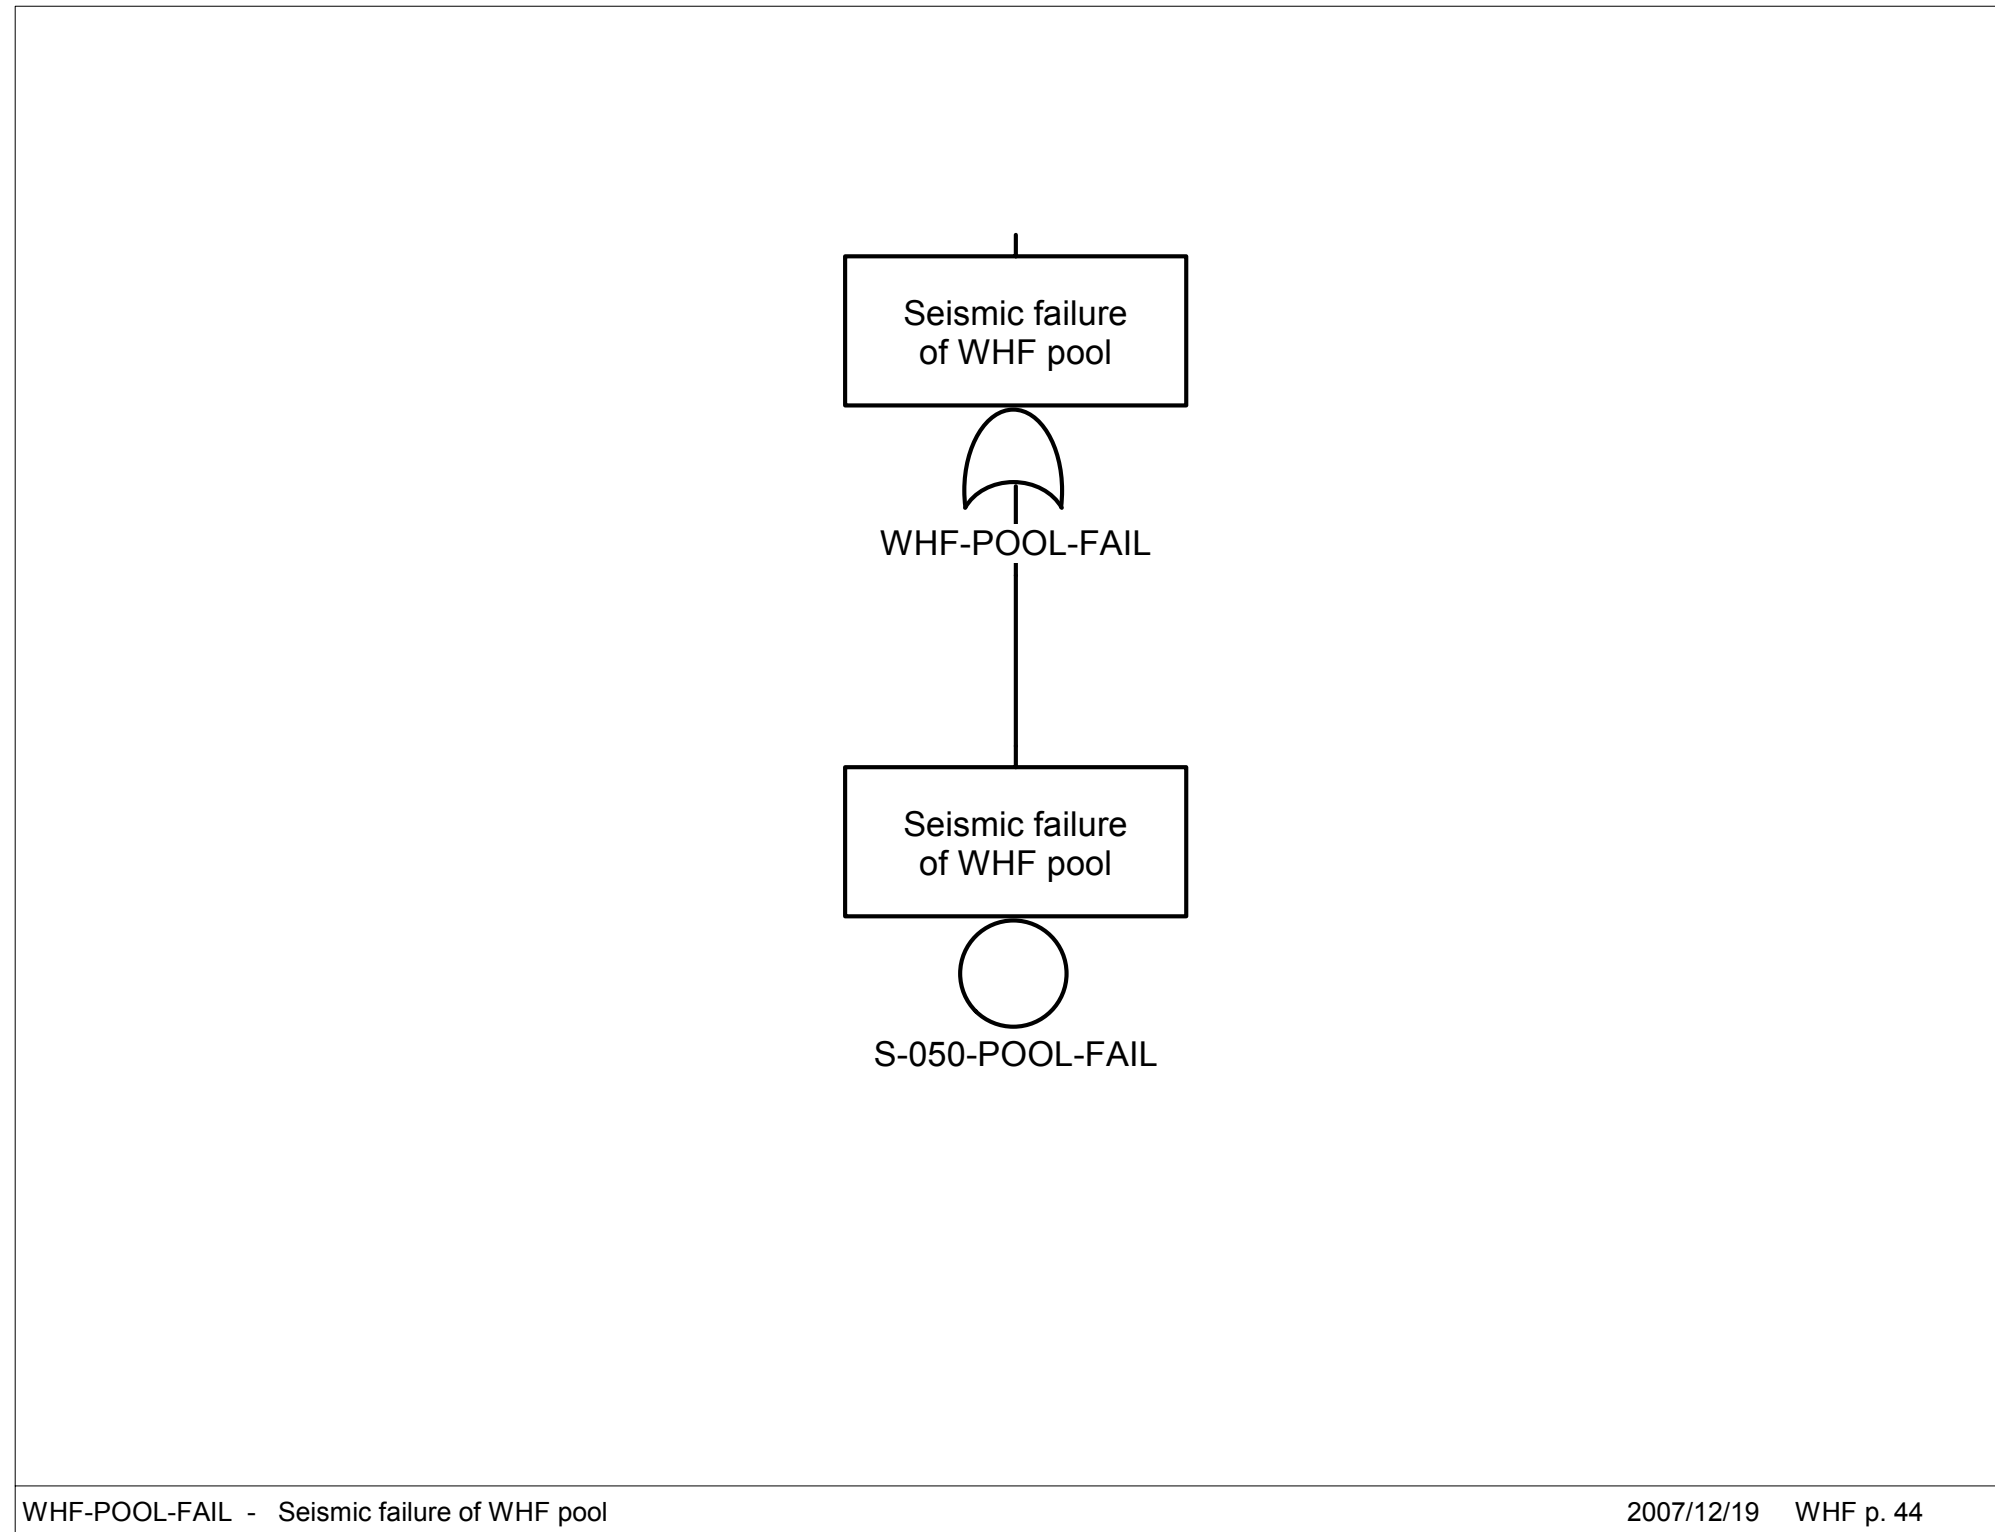 Seismic failure
of WHF pool
WHF-POOL-FAIL
Seismic failure
of WHF pool
S-050-POOL-FAIL
WHF-POOL-FAIL - Seismic failure of WHF pool 2007/12/19 WHF p. 44